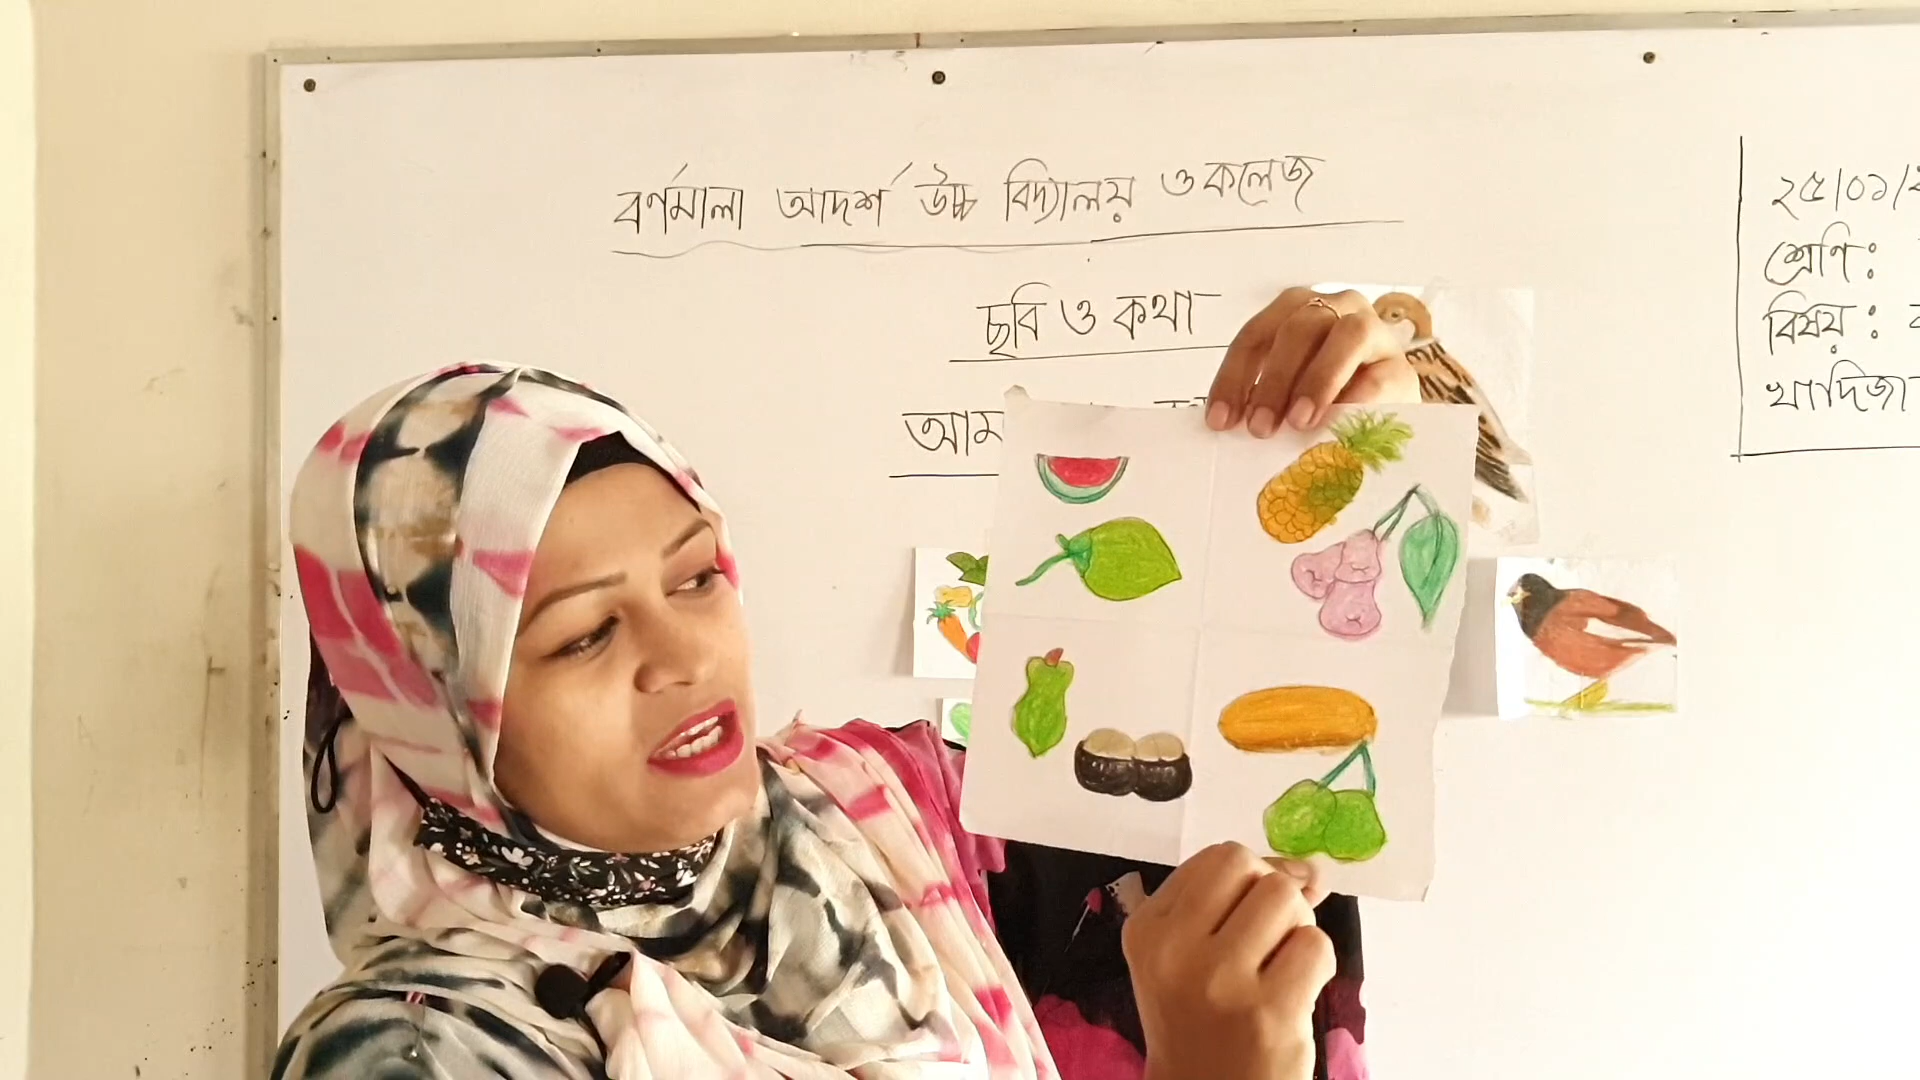 বর্ণমালা আদর্শ উচ্চ বিদ্যালয় ও কলেজ
ছবি ও কথা
২৫/০১/
শ্রেণি:
বিষয়:
খাদিজা